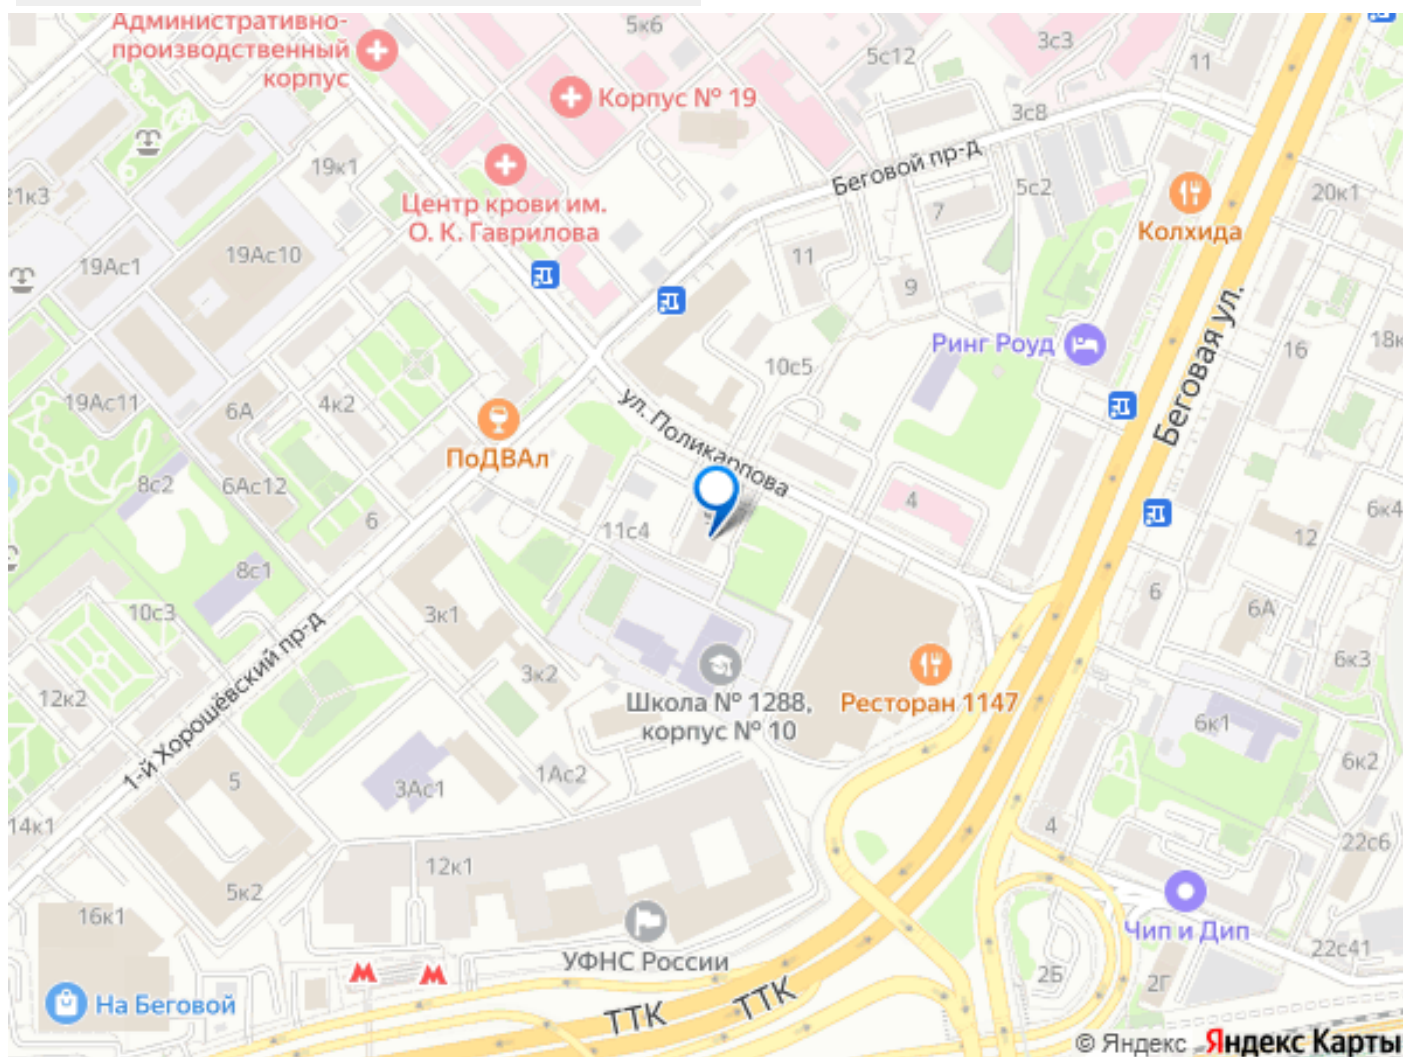 Административно-
производственный
корпус
5к6
3с3
5с12
11
Корпус № 19
3с8
Беговой пр-д
19к1
21к3
5с2
20к1
7
Центр крови им.
О. К. Гаврилова
Колхида
19Ас1
19Ас10
11
9
Беговая ул.
Ринг Роуд
16
18к
10с5
19Ас11
6А
4к2
ул. Поликарпова
ПоДВАл
8с2
6Ас12
6
11с4
4
12
6к4
8с1
10с3
3к1
6
6А
1-й Хорошёвский пр-д
3к2
6к3
12к2
Школа № 1288,
корпус № 10
Ресторан 1147
6к1
5
3Ас1
1Ас2
6к2
14к1
4
22с6
12к1
5к2
16к1
Чип и Дип
УФНС России
22с41
2Б
2Г
На Беговой
ТТК
ТТК
© Яндекс Яндекс Карты